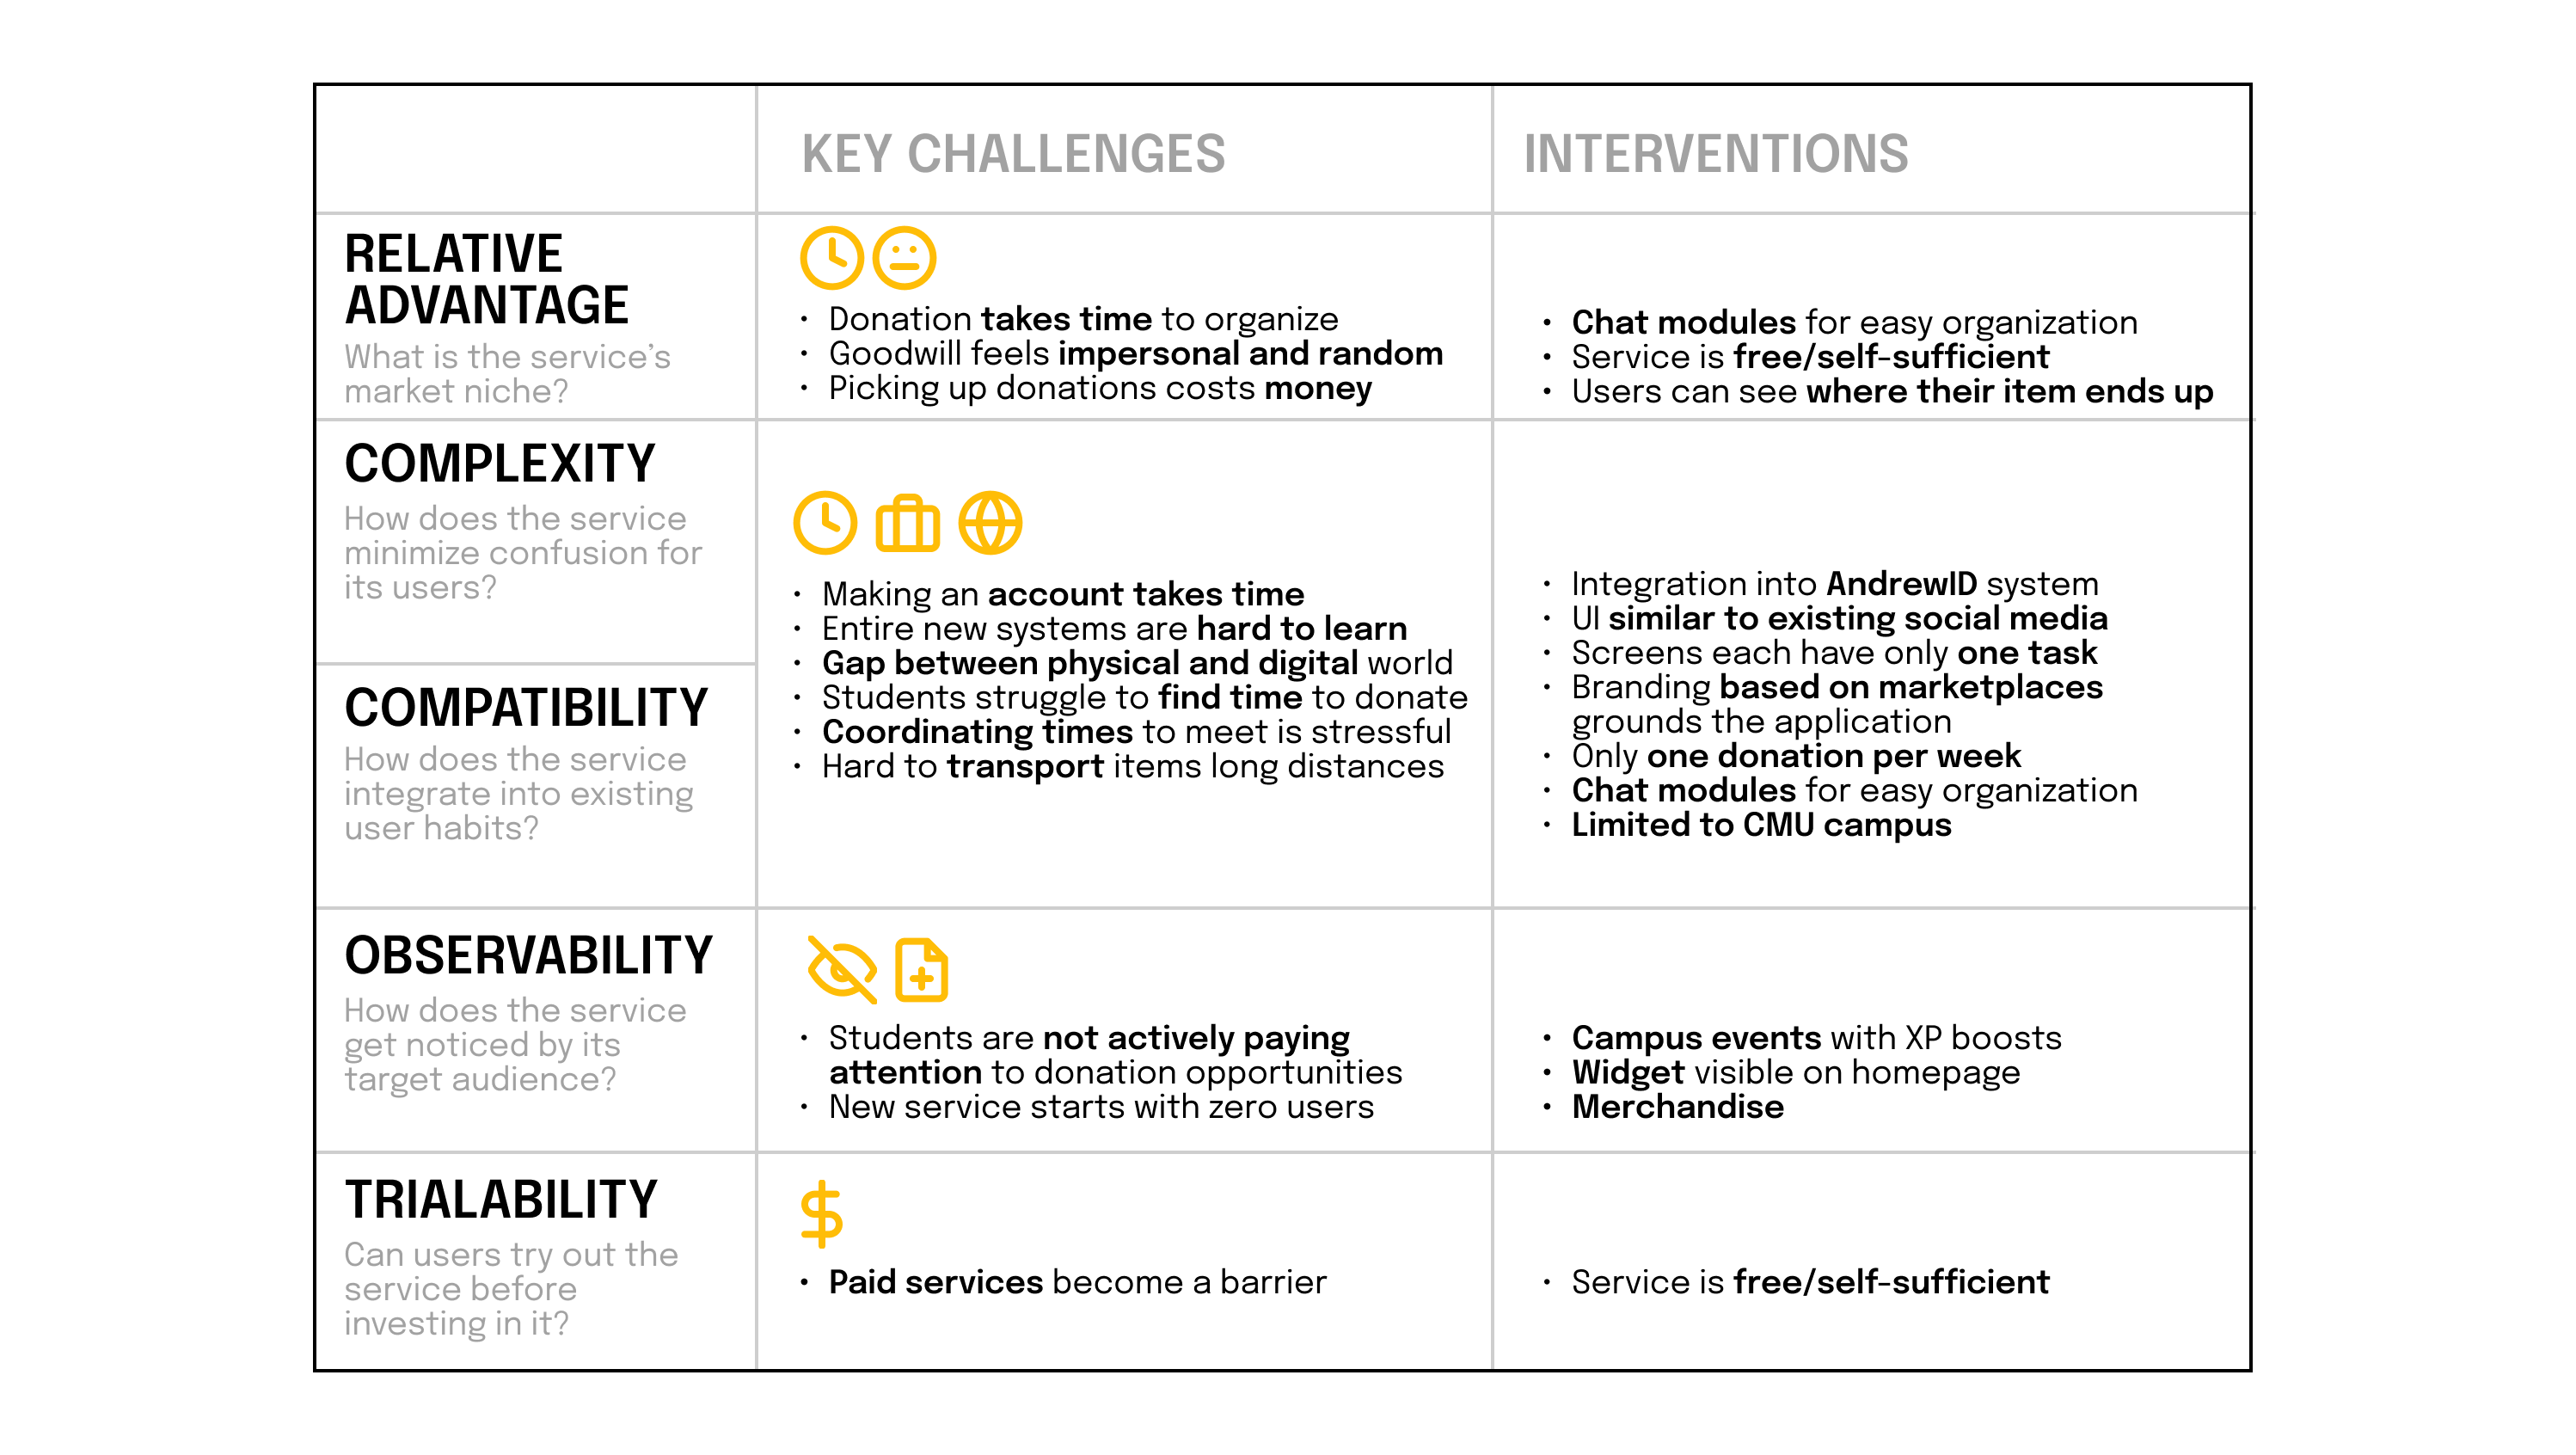 KEY CHALLENGES
INTERVENTIONS
RELATIVE
ADVANTAGE
What is the service’s
market niche?
• Donation takes time to organize
• Goodwill feels impersonal and random
• Picking up donations costs money
• Chat modules for easy organization
• Service is free/self-sufficient
• Users can see where their item ends up
COMPLEXITY
How does the service
minimize confusion for
its users?
COMPATIBILITY
How does the service
integrate into existing
user habits?
• Making an account takes time
• Entire new systems are hard to learn
• Gap between physical and digital world
• Students struggle to find time to donate
• Coordinating times to meet is stressful
• Hard to transport items long distances
• Integration into AndrewID system
• UI similar to existing social media
• Screens each have only one task
• Branding based on marketplaces
grounds the application
• Only one donation per week
• Chat modules for easy organization
• Limited to CMU campus
OBSERVABILITY
How does the service
get noticed by its
target audience?
• Students are not actively paying
attention to donation opportunities
• New service starts with zero users
• Campus events with XP boosts
• Widget visible on homepage
• Merchandise
TRIALABILITY
Can users try out the
service before
investing in it?
• Paid services become a barrier
• Service is free/self-sufficient